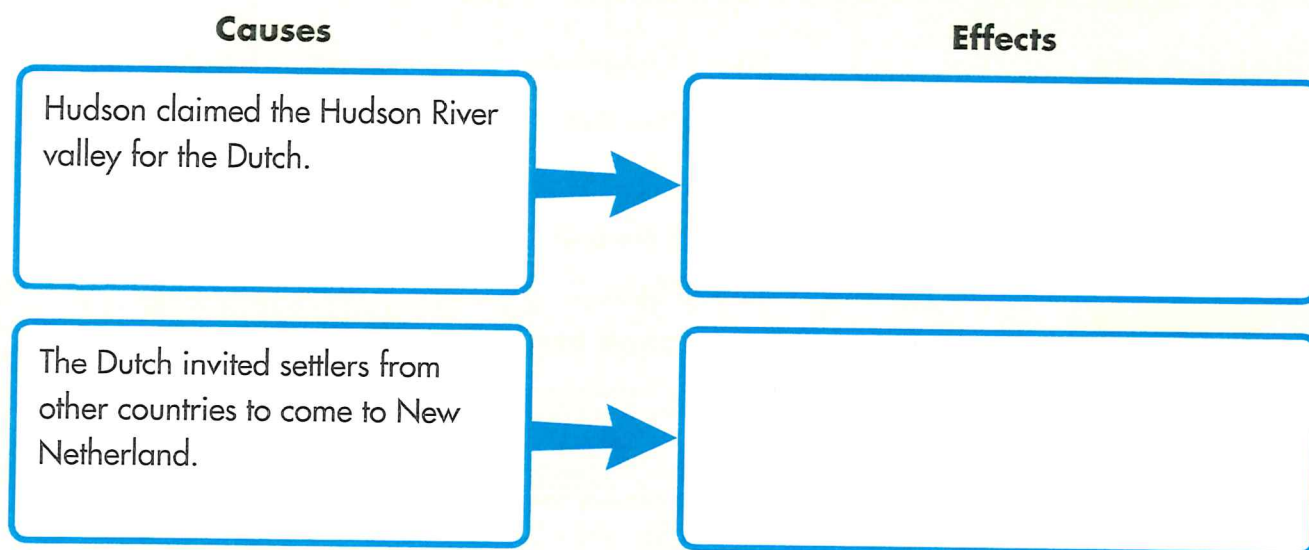 Causes
Effects
Hudson claimed the Hudson River
valley for the Dutch.
The Dutch invited settlers from
other countries to come to New
Netherland.